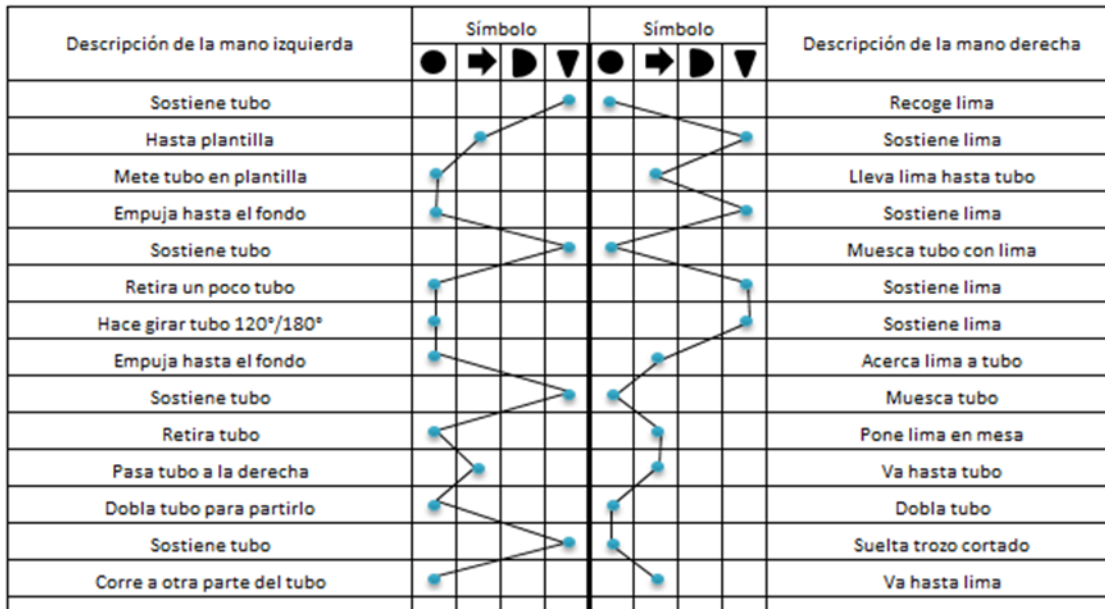 Descripción de la mano izquierda Símbolo Símbolo Descripción de la mano derecha
Sostiene tubo Recoge lima
Hasta plantilla Sostiene lima
Mete tubo en plantilla Lleva lima hasta tubo
Empuja hasta el fondo Sostiene lima
Sostiene tubo Muesca tubo con lima
Retira un poco tubo Sostiene lima
Hace girar tubo 120°/180° Sostiene lima
Empuja hasta el fondo Acerca lima a tubo
Sostiene tubo Muesca tubo
Retira tubo Pone lima en mesa
Pasa tubo a la derecha Va hasta tubo
Dobla tubo para partirlo Dobla tubo
Sostiene tubo Suelta trozo cortado
Corre a otra parte del tubo Va hasta lima